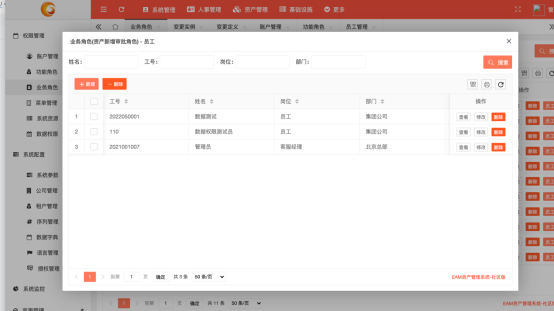 系统管理 人事管理 资产管理 基础设施 更多
权限管理
业务角色 变更实例 变更定义 账户管理 功能角色 员工管理
账户管理
功能角色
业务角色
菜单管理
系统资源
数据权限
系统配置
系统参数
公司管理
租户管理
序列管理
数据字典
语言管理
授权管理
系统监控
业务角色(资产新增审批角色) - 员工
姓名: 工号: 岗位: 部门: 搜索
+ 新增 - 删除
工号 姓名 岗位 部门 操作
1 2022050001 数据测试 员工 集团公司 查看 修改 删除
2 110 数据权限测试员 员工 集团公司 查看 修改 删除
3 2021001007 管理员 客服经理 北京总部 查看 修改 删除
1 到第 1 页 确定 共 3 条 50 条/页
EAM资产管理系统-社区版
1 到第 1 页 确定 共 11 条 50 条/页
EAM资产管理系统-社区版